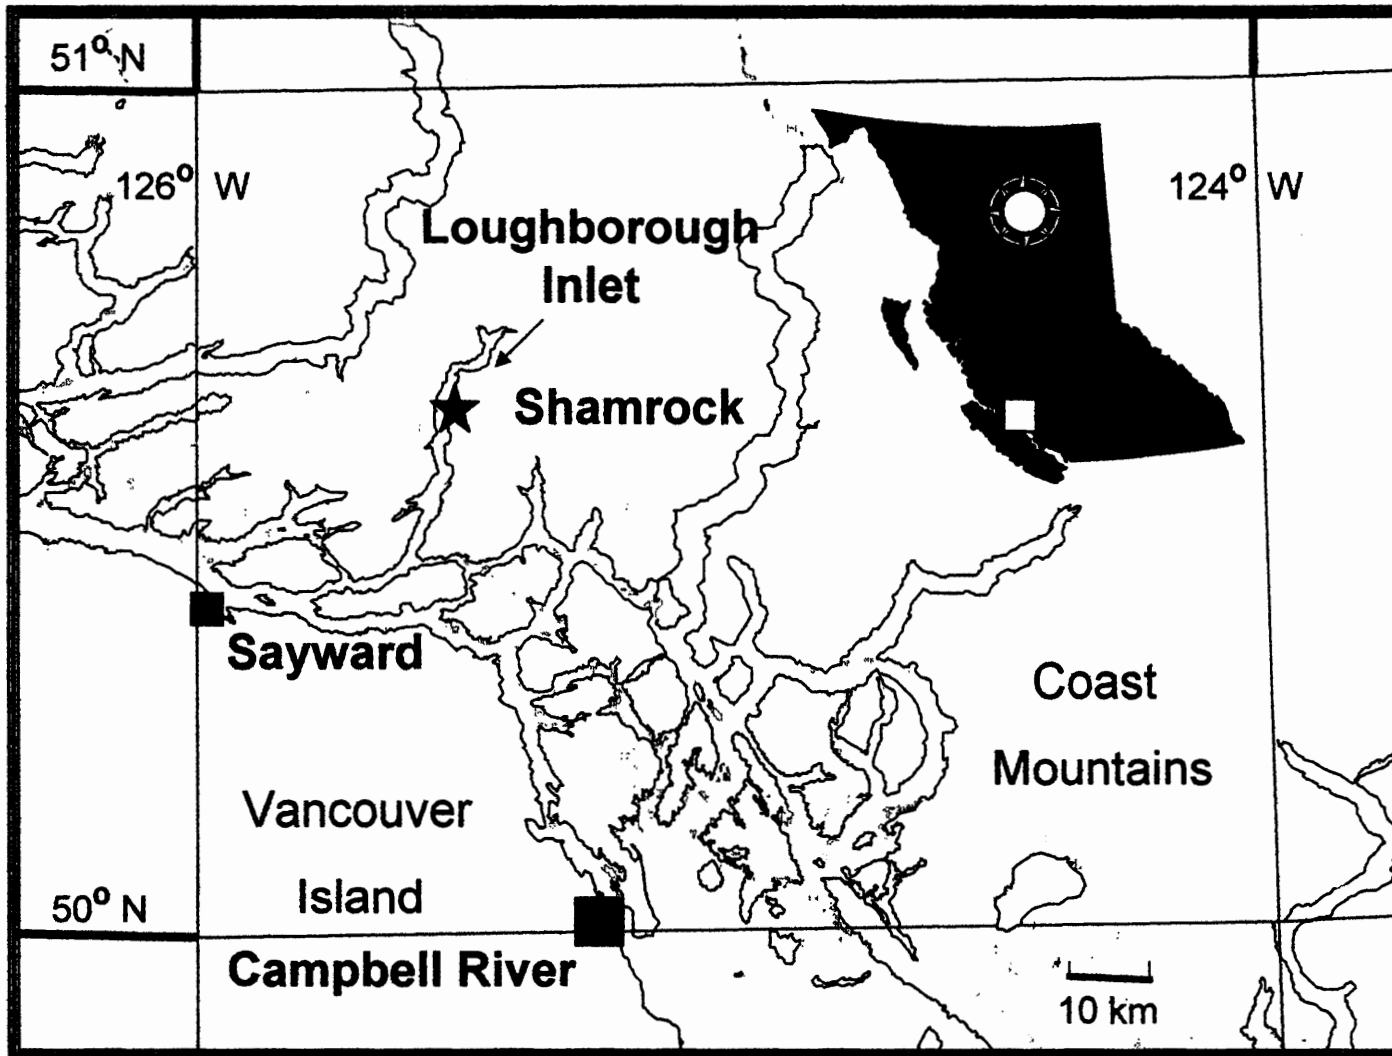 51° N
126° W
124° W
Loughborough
Inlet
Shamrock
Sayward
Coast
Mountains
Vancouver
Island
50° N
Campbell River
10 km